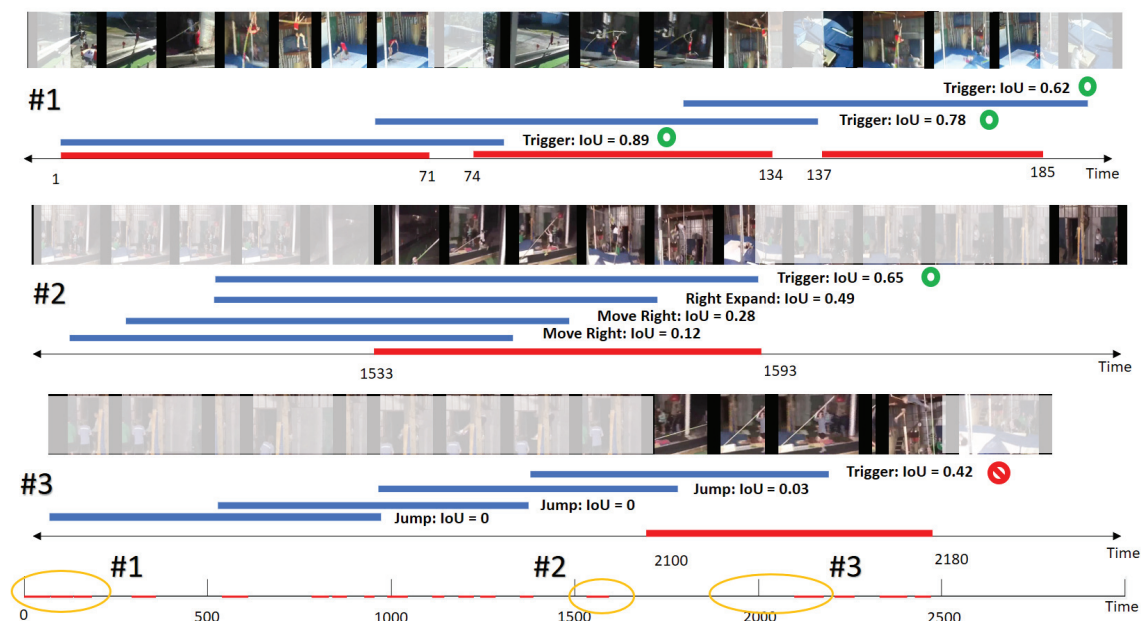 #1
Trigger: IoU = 0.62
Trigger: IoU = 0.78
Trigger: IoU = 0.89
1 71 74 134 137 185 Time
#2
Trigger: IoU = 0.65
Right Expand: IoU = 0.49
Move Right: IoU = 0.28
Move Right: IoU = 0.12
1533 1593 Time
#3
Trigger: IoU = 0.42
Jump: IoU = 0.03
Jump: IoU = 0
Jump: IoU = 0
2100 2180 Time
#1 #2 #3
0 500 1000 1500 2000 2500 Time